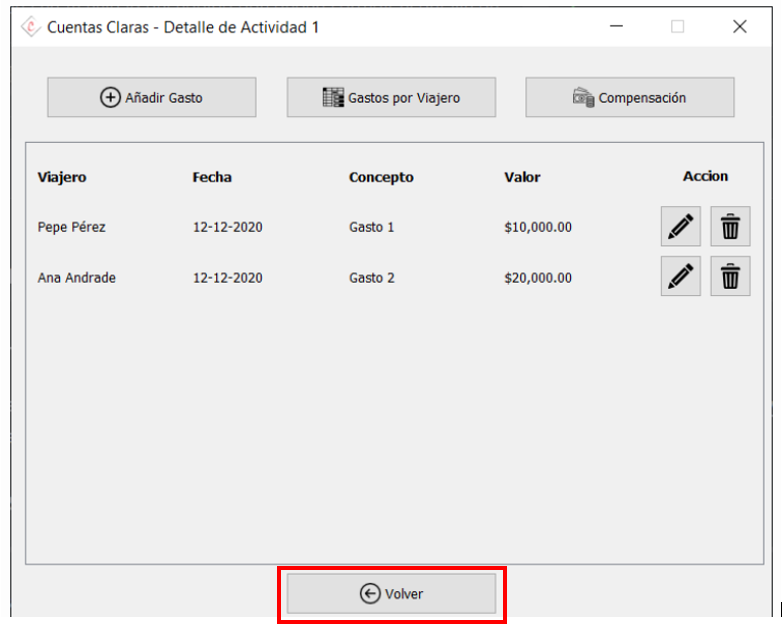 Cuentas Claras - Detalle de Actividad 1
Añadir Gasto Gastos por Viajero Compensación
Viajero Fecha Concepto Valor Accion
Pepe Pérez 12-12-2020 Gasto 1 $10,000.00
Ana Andrade 12-12-2020 Gasto 2 $20,000.00
Volver